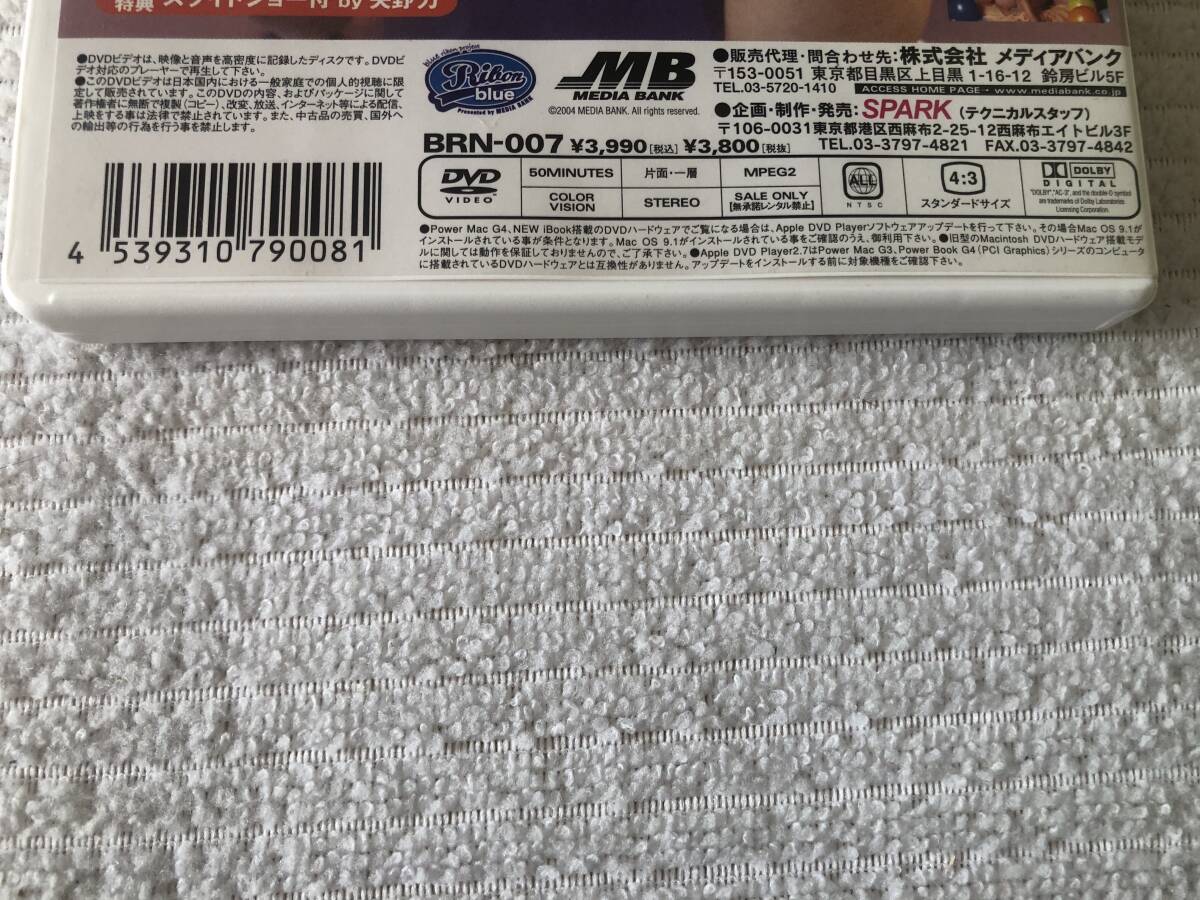 特典 スライドショー付 by 矢野力
●DVDビデオは、映像と音声を高密度に記録したディスクです。DVDビ
デオ対応のプレーヤーで再生して下さい。
●このDVDビデオは日本国内における一般家庭での個人的視聴に限
定して販売されています。このDVDの内容、およびパッケージに関して
著作権者に無断で複製(コピー)、改変、放送、インターネット等による配信、
上映をする事は法律で禁止されています。また、中古品の売買、国外へ
の輸出等の行為を行う事を禁止します。
blue ribon project
Ribon
blue
Presented by MEDIA BANK
MB
MEDIA BANK
©2004 MEDIA BANK. All rights reserved.
●販売代理・問合わせ先:株式会社 メディアバンク
〒153-0051 東京都目黒区上目黒 1-16-12 鈴房ビル5F
TEL.03-5720-1410 ACCESS HOME PAGE → www.mediabank.co.jp
●企画・制作・発売:SPARK(テクニカルスタッフ)
〒106-0031東京都港区西麻布2-25-12西麻布エイトビル3F
TEL.03-3797-4821 FAX.03-3797-4842
BRN-007 ¥3,990[税込] ¥3,800[税抜]
DVD
VIDEO
50MINUTES
片面・一層
MPEG2
COLOR
VISION
STEREO
SALE ONLY
[無承諾レンタル禁止]
ALL
NTSC
4:3
スタンダードサイズ
DOLBY
DIGITAL
"DOLBY","AC-3", and the double-D symbol
are trademarks of Dolby Laboratories
Licensing Corporation.
4 539310 790081
●Power Mac G4、NEW iBook搭載のDVDハードウェアでご覧になる場合は、Apple DVD Playerソフトウェアアップデートを行って下さい。その場合Mac OS 9.1が
インストールされている事が条件となります。Mac OS 9.1がインストールされている事をご確認のうえ、御利用下さい。●旧型のMacintosh DVDハードウェア搭載モデ
ルに関しては動作を保証しておりませんので、ご了承下さい。●Apple DVD Player2.7はPower Mac G3、Power Book G4(PCI Graphics)シリーズのコンピュータ
に搭載されているDVDハードウェアとは互換性がありません。アップデートをインストールする前に対象機種をご確認下さい。